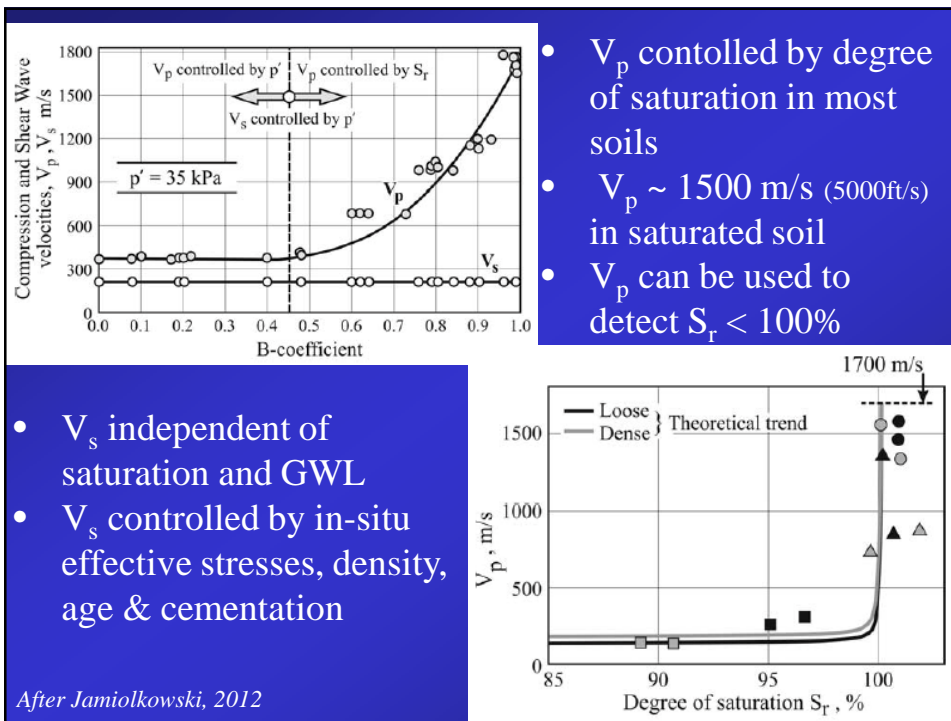 1800
1500
1200
900
600
300
0
Compression and Shear Wave
velocities, Vp ,Vs m/s
Vp controlled by p'
Vp controlled by Sr
Vs controlled by p'
p' = 35 kPa
Vp
Vs
0.0 0.1 0.2 0.3 0.4 0.5 0.6 0.7 0.8 0.9 1.0
B-coefficient
• Vp contolled by degree
of saturation in most
soils
• Vp ~ 1500 m/s (5000ft/s)
in saturated soil
• Vp can be used to
detect Sr < 100%
• Vs independent of
saturation and GWL
• Vs controlled by in-situ
effective stresses, density,
age & cementation
After Jamiolkowski, 2012
1700 m/s
Loose
Dense
} Theoretical trend
1500
1000
500
0
Vp , m/s
85 90 95 100
Degree of saturation Sr , %